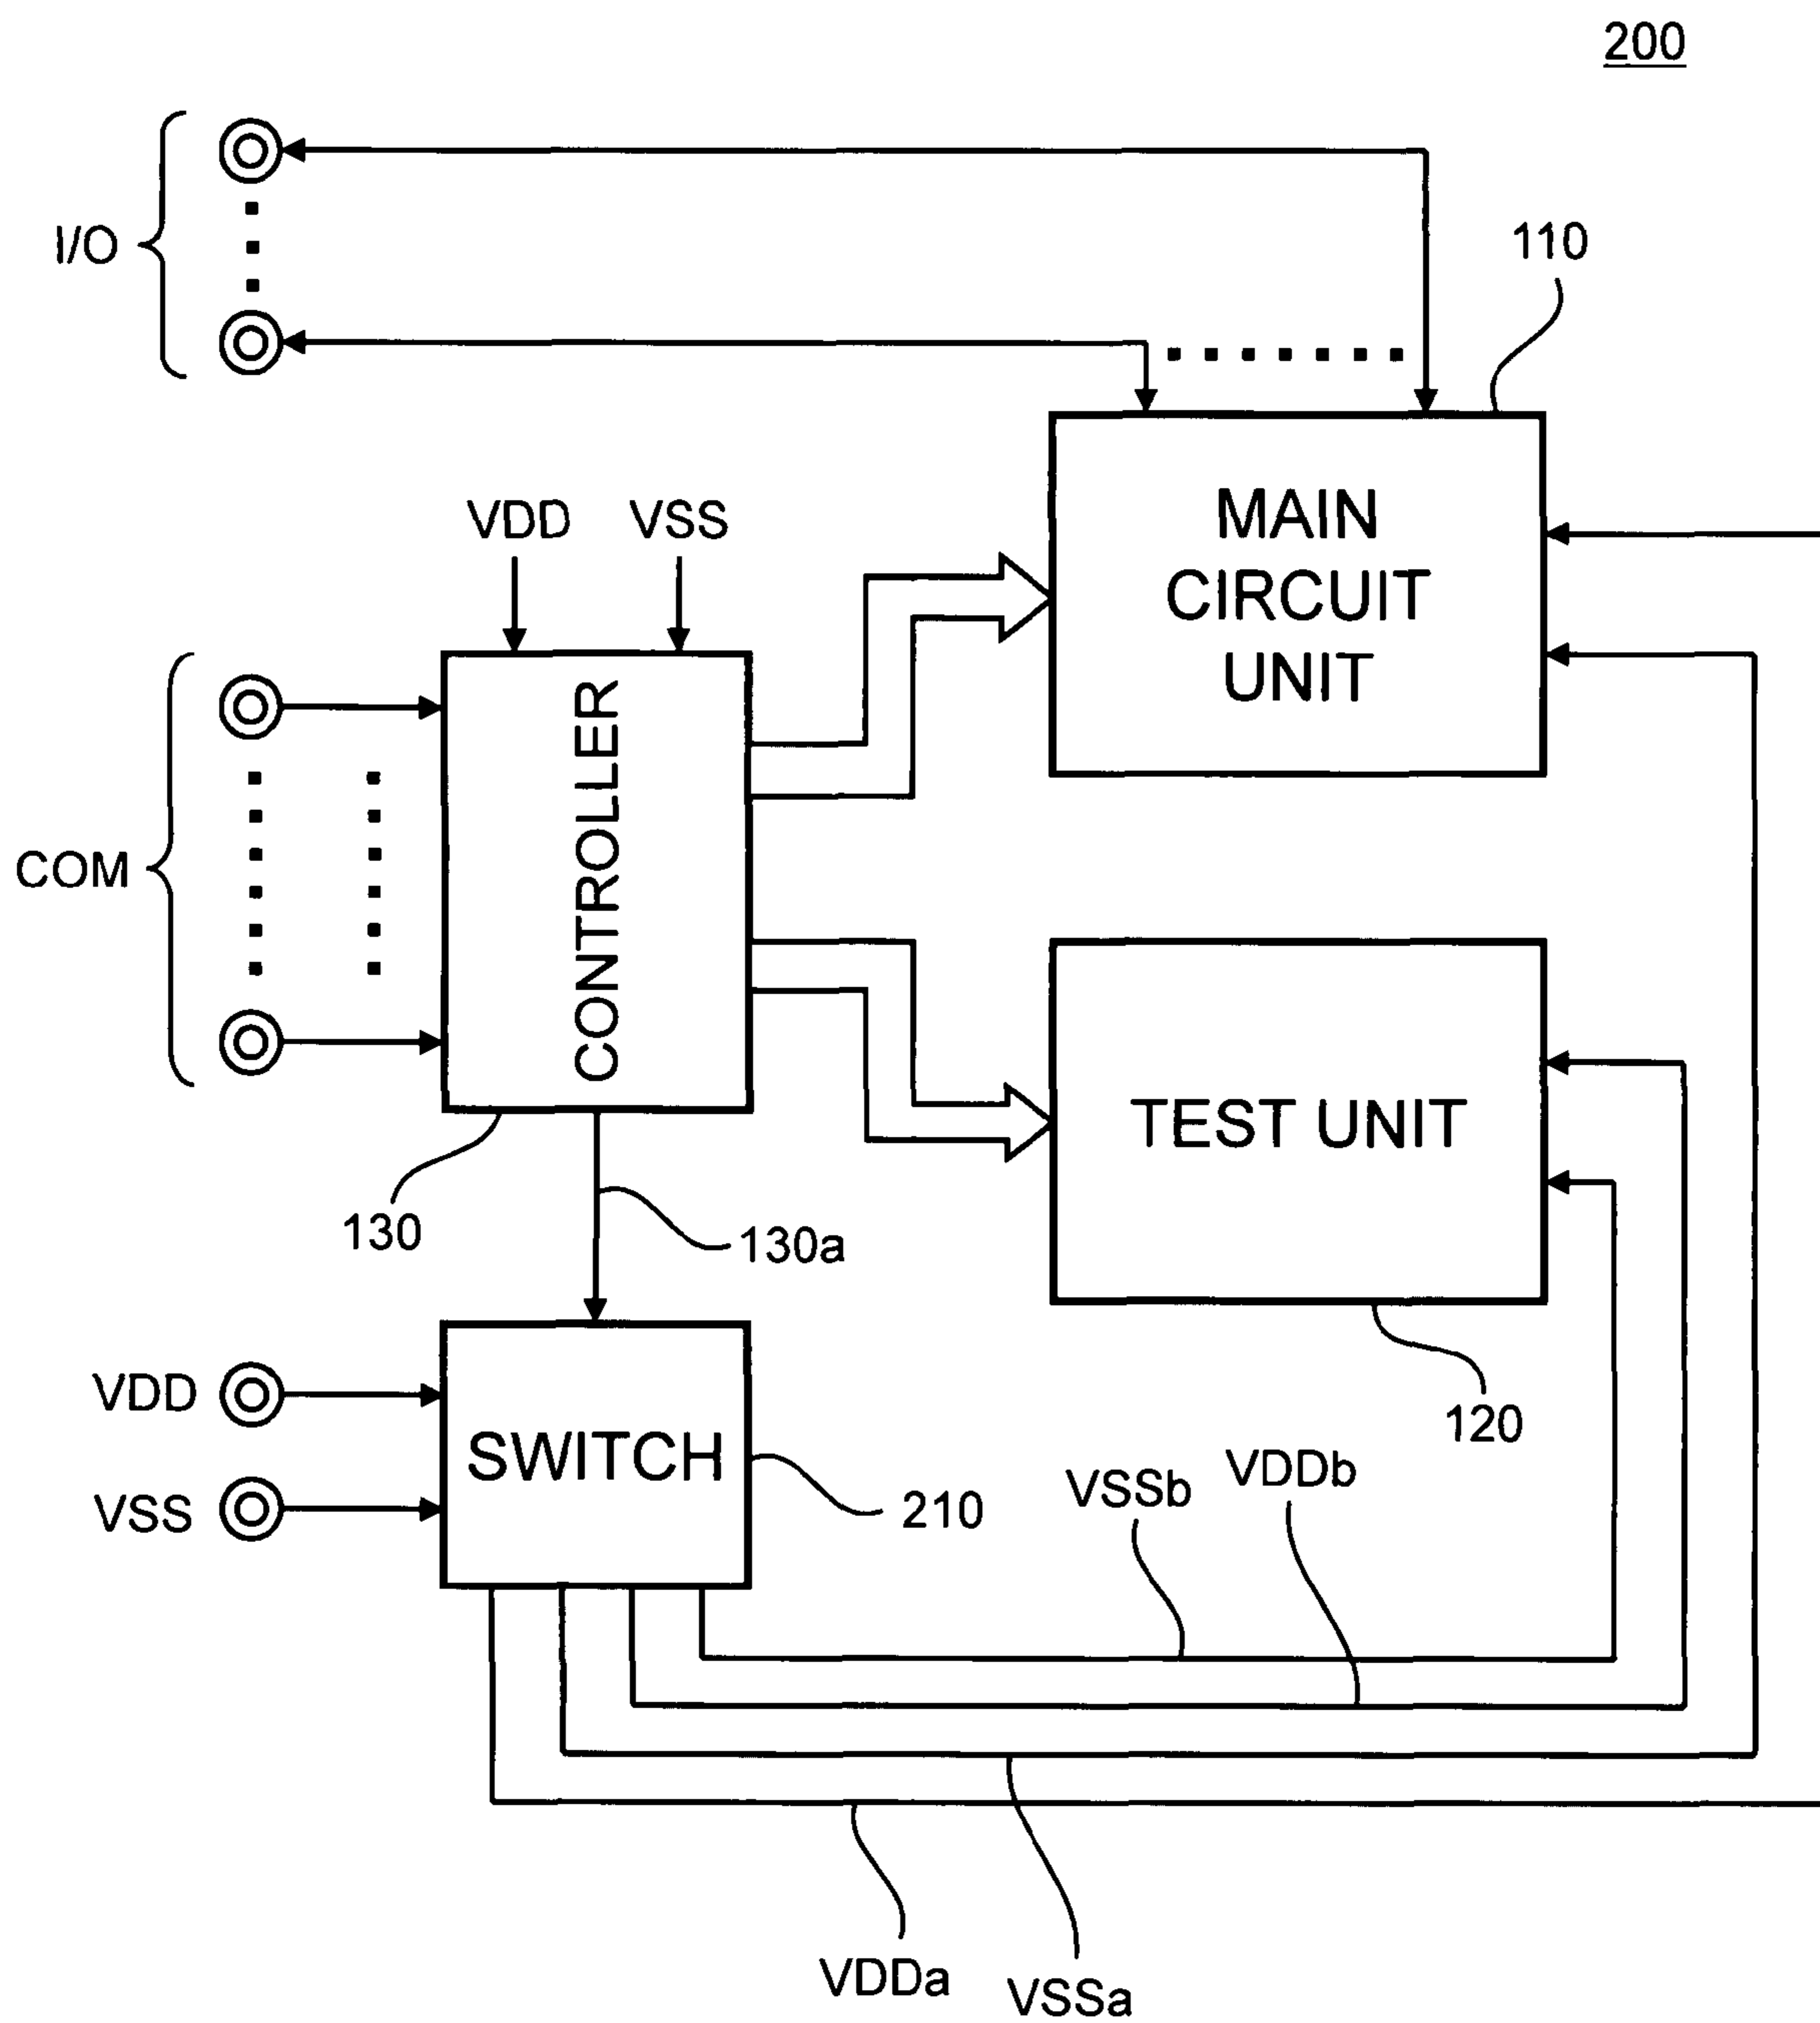 200
I/O
110
MAIN
CIRCUIT
UNIT
VDD
VSS
COM
CONTROLLER
TEST UNIT
130
130a
120
VDD
VSS
SWITCH
210
VSSb
VDDb
VDDa
VSSa